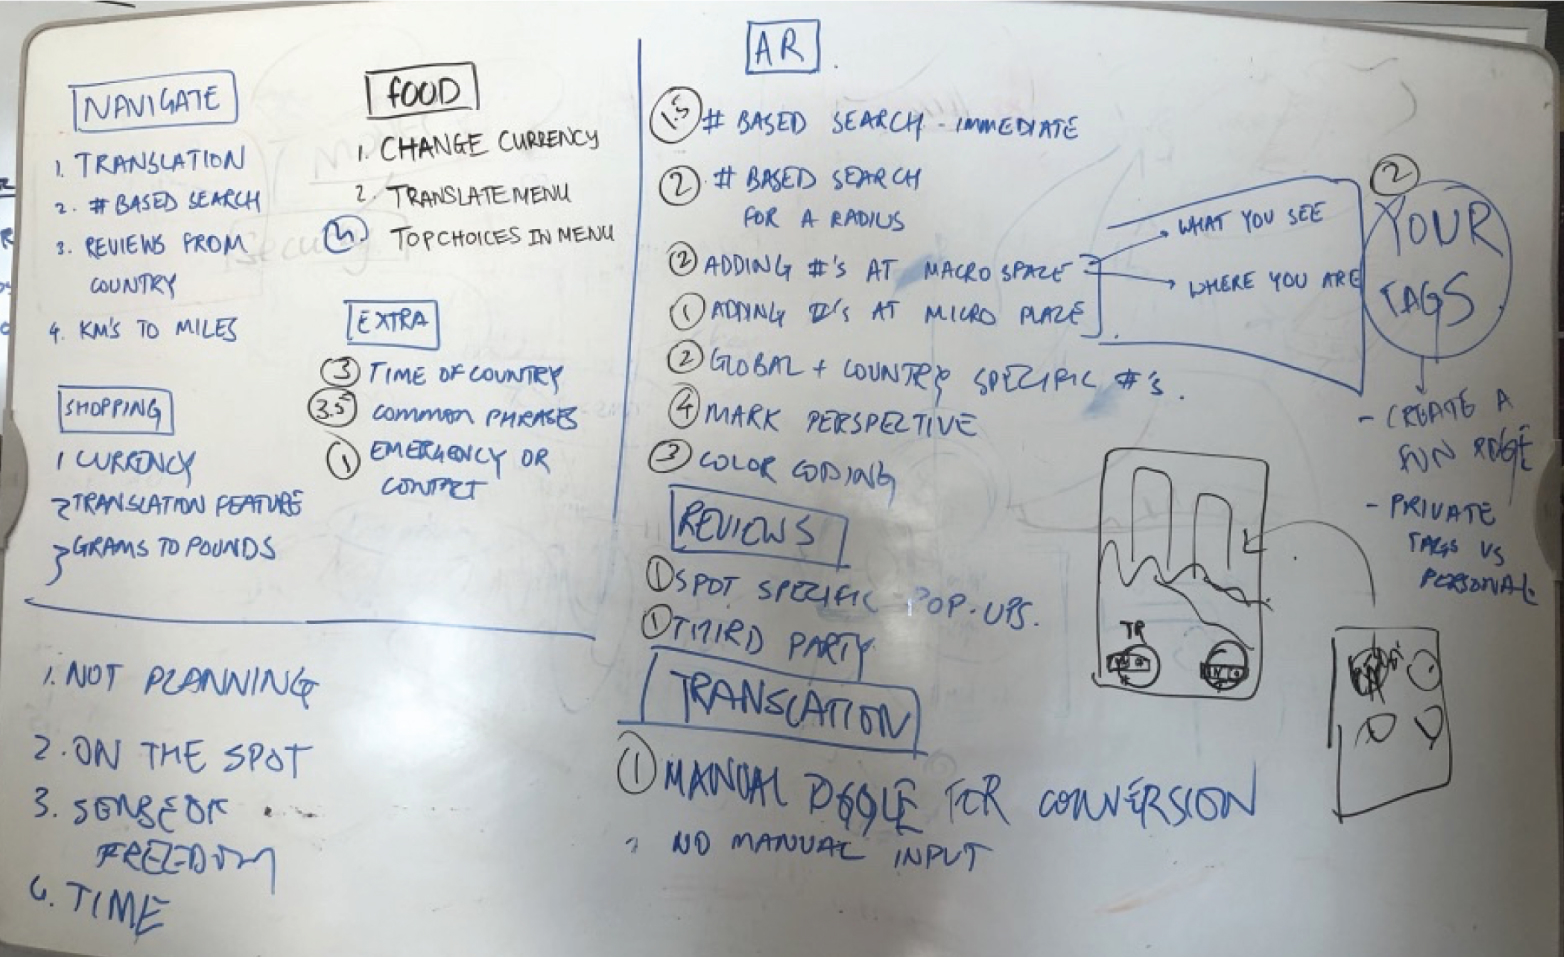 NAVIGATE
1. TRANSLATION
2. # BASED SEARCH
3. REVIEWS FROM
COUNTRY
4. KM'S TO MILES
SHOPPING
1 CURRENCY
2 TRANSLATION FEATURE
3 GRAMS TO POUNDS
FOOD
1. CHANGE CURRENCY
2. TRANSLATE MENU
TOP CHOICES IN MENU
EXTRA
3 TIME OF COUNTRY
3.5 COMMON PHRASES
1 EMERGENCY OR
CONTACT
1. NOT PLANNING
2. ON THE SPOT
3. SENSE OF
FREEDOM
4. TIME
AR
1.5 # BASED SEARCH - IMMEDIATE
2 # BASED SEARCH
FOR A RADIUS
2 ADDING #'S AT MACRO SPACE
1 ADDING #'S AT MICRO PLACE
2 GLOBAL + COUNTRY SPECIFIC #'S.
4 MARK PERSPECTIVE
3 COLOR CODING
WHAT YOU SEE
WHERE YOU ARE
2
YOUR
TAGS
- CREATE A
FUN
- PRIVATE
TAGS VS
PERSONAL
REVIEWS
1 SPOT SPECIFIC POP-UPS.
1 THIRD PARTY
TRANSLATION
1 MANUAL FOR CONVERSION
2 NO MANUAL INPUT
TR